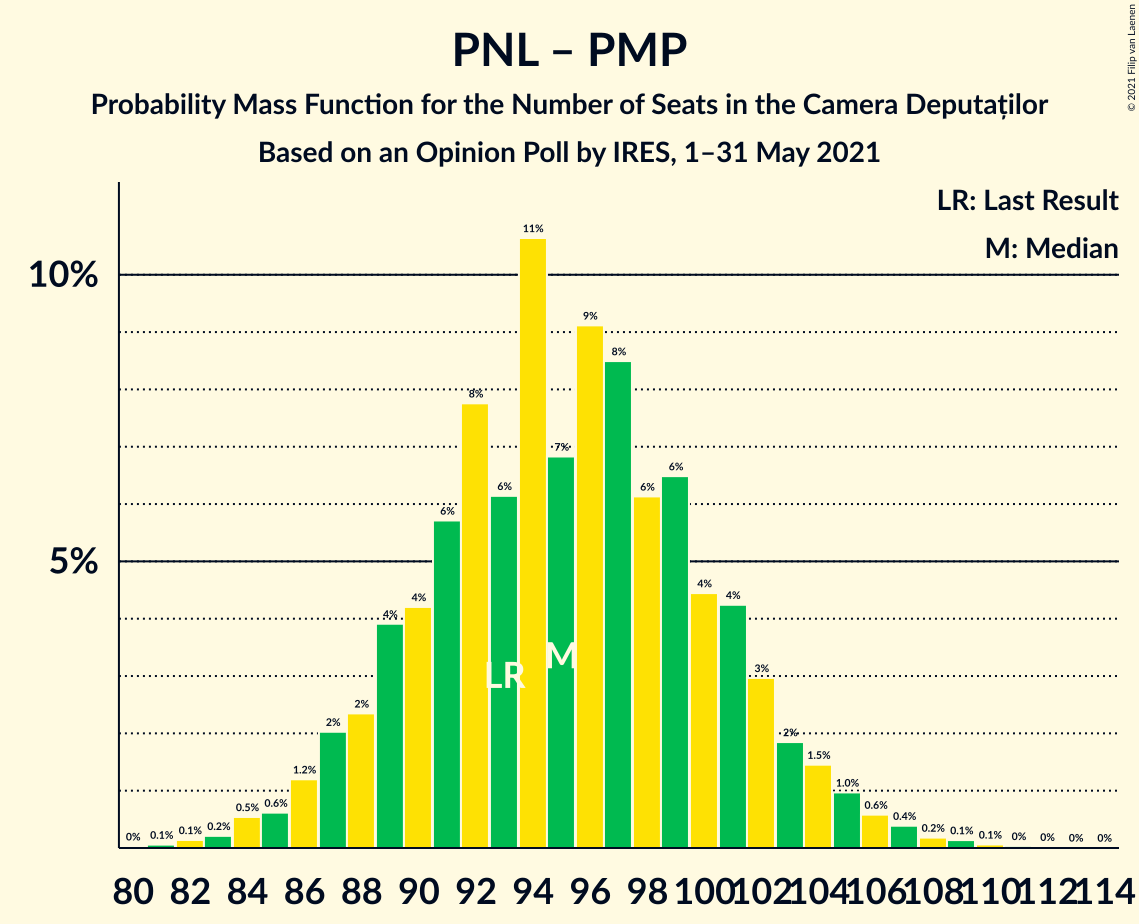 PNL – PMP
Probability Mass Function for the Number of Seats in the Camera Deputaților
Based on an Opinion Poll by IRES, 1–31 May 2021
© 2021 Filip van Laenen
LR: Last Result
M: Median
10%
5%
0% 0.1% 0.1% 0.2% 0.5% 0.6% 1.2% 2% 2% 4% 4% 6% 8% 6% 11% 7% 9% 8% 6% 6% 4% 4% 3% 2% 1.5% 1.0% 0.6% 0.4% 0.2% 0.1% 0.1% 0% 0% 0% 0%
LR M
80 82 84 86 88 90 92 94 96 98 100 102 104 106 108 110 112 114